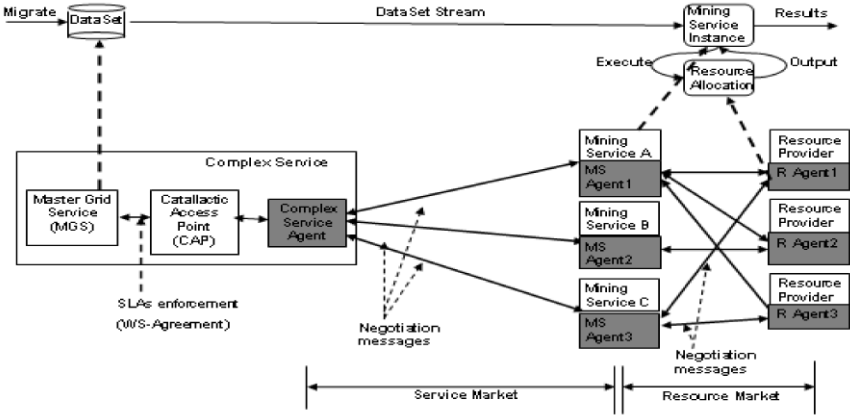 Migrate
DataSet
DataSet Stream
Mining
Service
Instance
Results
Execute
Resource
Allocation
Output
Complex Service
Master Grid
Service
(MGS)
Catallactic
Access
Point
(CAP)
Complex
Service
Agent
Mining
Service A
MS
Agent1
Mining
Service B
MS
Agent2
Mining
Service C
MS
Agent3
Resource
Provider
R Agent1
Resource
Provider
R Agent2
Resource
Provider
R Agent3
SLAs enforcement
(WS-Agreement)
Negotiation
messages
Negotiation
messages
Service Market
Resource Market